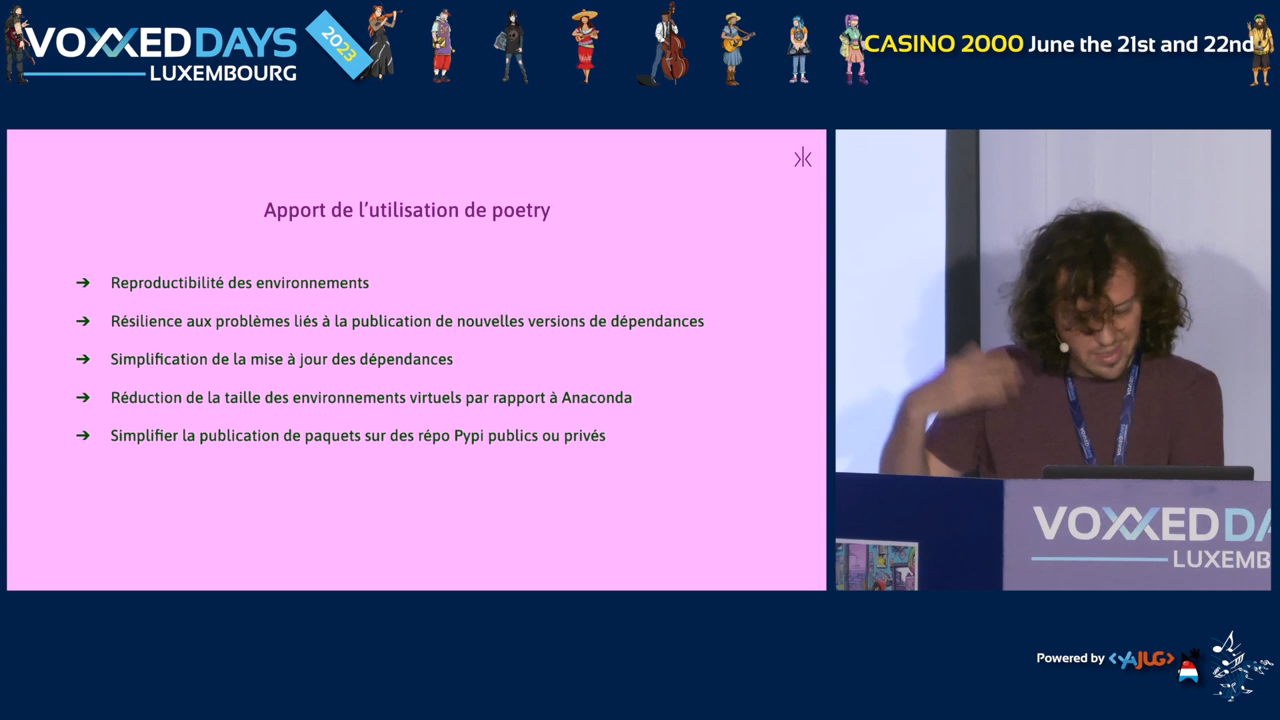 VOXXED DAYS
2023
LUXEMBOURG
CASINO 2000 June the 21st and 22nd
Apport de l'utilisation de poetry
➔ Reproductibilité des environnements
➔ Résilience aux problèmes liés à la publication de nouvelles versions de dépendances
➔ Simplification de la mise à jour des dépendances
➔ Réduction de la taille des environnements virtuels par rapport à Anaconda
➔ Simplifier la publication de paquets sur des répo Pypi publics ou privés
VOXXED DA
LUXEMB
Powered by <YAJUG>